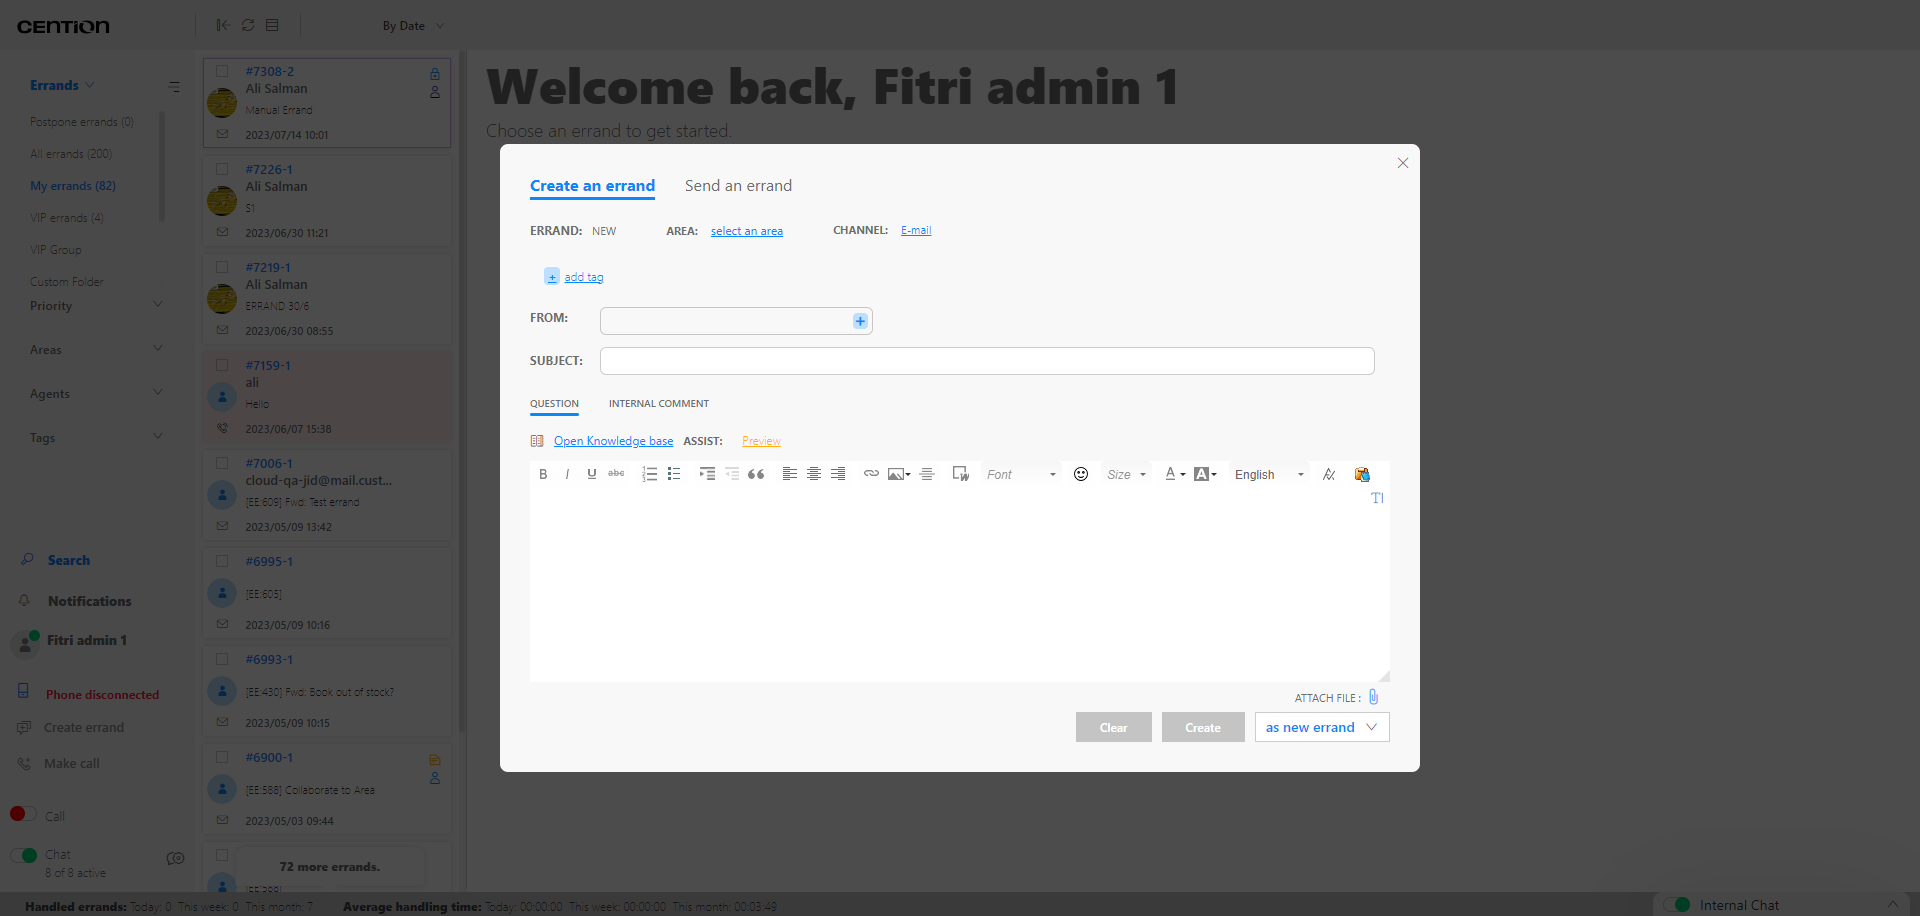 CENTION
By Date
Errands
Postpone errands (0)
All errands (200)
My errands (82)
VIP errands (4)
VIP Group
Custom Folder
Priority
Areas
Agents
Tags
Search
Notifications
Fitri admin 1
Phone disconnected
Create errand
Make call
Call
Chat
8 of 8 active
#7308-2
Ali Salman
Manual Errand
2023/07/14 10:01
#7226-1
Ali Salman
S1
2023/06/30 11:21
#7219-1
Ali Salman
ERRAND 30/6
2023/06/30 08:55
#7159-1
ali
Hello
2023/06/07 15:38
#7006-1
cloud-qa-jid@mail.cust...
[EE:609] Fwd: Test errand
2023/05/09 13:42
#6995-1
[EE:605]
2023/05/09 10:16
#6993-1
[EE:430] Fwd: Book out of stock?
2023/05/09 10:15
#6900-1
[EE:588] Collaborate to Area
2023/05/03 09:44
72 more errands.
[EE:588]
Welcome back, Fitri admin 1
Choose an errand to get started.
Create an errand Send an errand
ERRAND: NEW AREA: select an area CHANNEL: E-mail
+ add tag
FROM: +
SUBJECT:
QUESTION INTERNAL COMMENT
Open Knowledge base ASSIST: Preview
B I U abc Font Size A A English
TI
ATTACH FILE :
Clear Create as new errand
Handled errands: Today: 0 This week: 0 This month: 7 Average handling time: Today: 00:00:00 This week: 00:00:00 This month: 00:03:49
Internal Chat